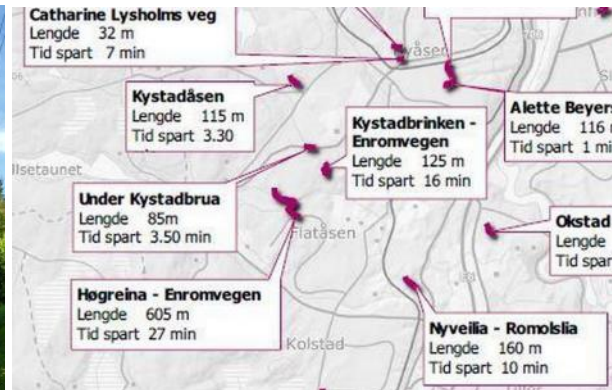 Catharine Lysholms veg
Lengde 32 m
Tid spart 7 min
Kystadåsen
Lengde 115 m
Tid spart 3.30
Kystadbrinken -
Enromvegen
Lengde 125 m
Tid spart 16 min
Alette Beyer
Lengde 116
Tid spart 1 mi
Under Kystadbrua
Lengde 85m
Tid spart 3.50 min
Flatåsen
Okstad
Lengde
Tid spar
Høgreina - Enromvegen
Lengde 605 m
Tid spart 27 min
Kolstad
Nyveilia - Romolslia
Lengde 160 m
Tid spart 10 min